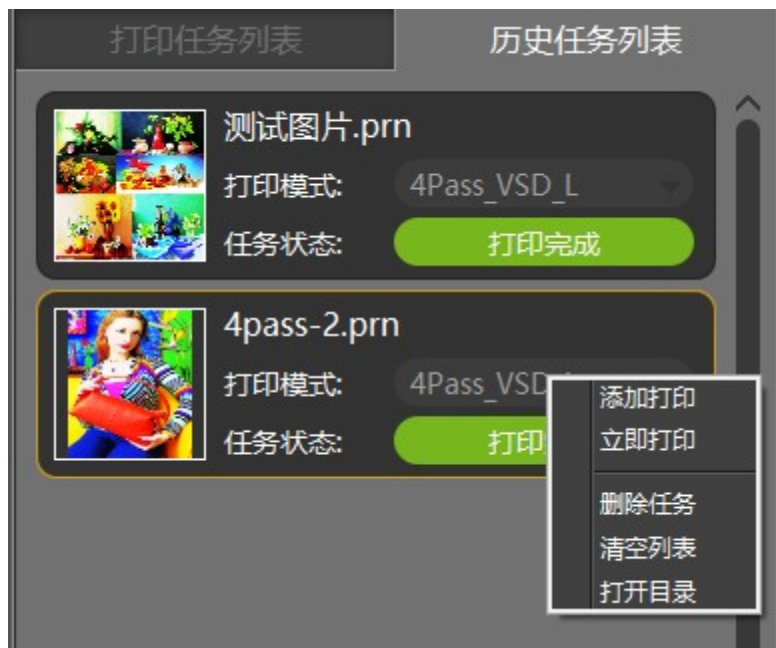 打印任务列表 历史任务列表
测试图片.prn
打印模式: 4Pass_VSD_L
任务状态: 打印完成
4pass-2.prn
打印模式: 4Pass_VSD
任务状态: 打印
添加打印
立即打印
删除任务
清空列表
打开目录